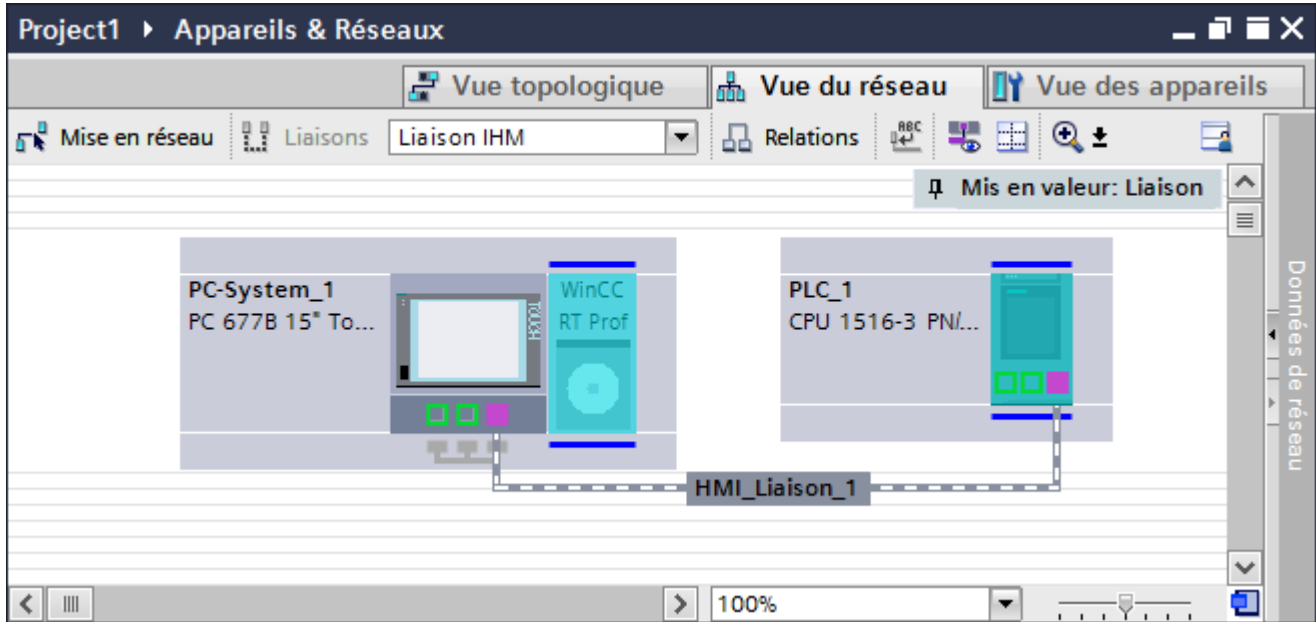 Project1 ▸ Appareils & Réseaux
Vue topologique
Vue du réseau
Vue des appareils
Mise en réseau
Liaisons
Liaison IHM
Relations
ABC
Mis en valeur: Liaison
PC-System_1
PC 677B 15" To...
TOUCH
WinCC
RT Prof
PLC_1
CPU 1516-3 PN/...
HMI_Liaison_1
Données de réseau
100%